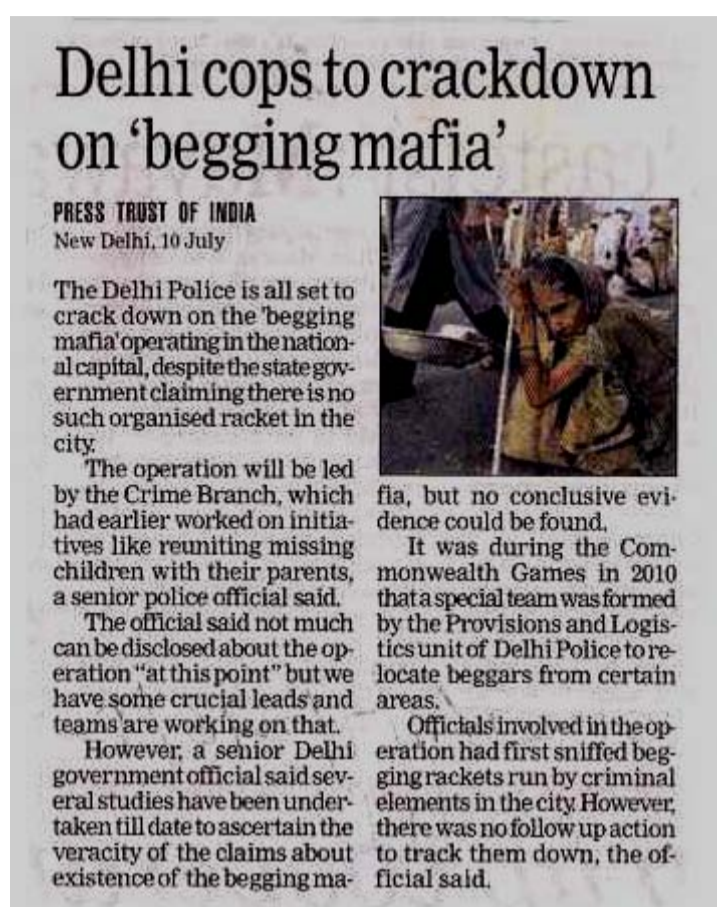 Delhi cops to crackdown
on ‘begging mafia’
PRESS TRUST OF INDIA
New Delhi, 10 July
The Delhi Police is all set to
crack down on the 'begging
mafia' operating in the nation-
al capital, despite the state gov-
ernment claiming there is no
such organised racket in the
city.
The operation will be led
by the Crime Branch, which
had earlier worked on initia-
tives like reuniting missing
children with their parents,
a senior police official said.
The official said not much
can be disclosed about the op-
eration "at this point" but we
have some crucial leads and
teams are working on that.
However, a senior Delhi
government official said sev-
eral studies have been under-
taken till date to ascertain the
veracity of the claims about
existence of the begging ma-
fia, but no conclusive evi-
dence could be found.
It was during the Com-
monwealth Games in 2010
that a special team was formed
by the Provisions and Logis-
tics unit of Delhi Police to re-
locate beggars from certain
areas.
Officials involved in the op-
eration had first sniffed beg-
ging rackets run by criminal
elements in the city. However,
there was no follow up action
to track them down, the of-
ficial said.